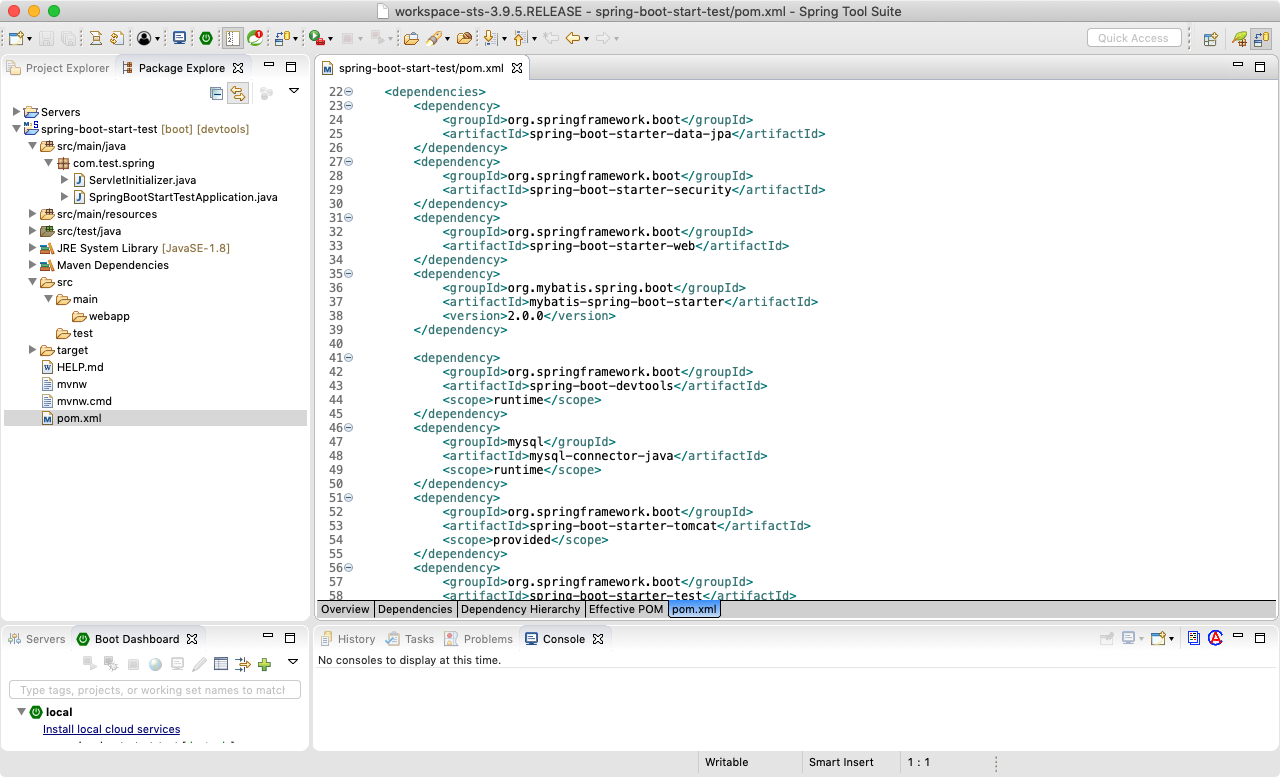 workspace-sts-3.9.5.RELEASE - spring-boot-start-test/pom.xml - Spring Tool Suite
Quick Access
Project Explorer
Package Explore
Servers
spring-boot-start-test [boot] [devtools]
src/main/java
com.test.spring
ServletInitializer.java
SpringBootStartTestApplication.java
src/main/resources
src/test/java
JRE System Library [JavaSE-1.8]
Maven Dependencies
src
main
webapp
test
target
HELP.md
mvnw
mvnw.cmd
pom.xml
spring-boot-start-test/pom.xml
22 <dependencies>
23 <dependency>
24 <groupId>org.springframework.boot</groupId>
25 <artifactId>spring-boot-starter-data-jpa</artifactId>
26 </dependency>
27 <dependency>
28 <groupId>org.springframework.boot</groupId>
29 <artifactId>spring-boot-starter-security</artifactId>
30 </dependency>
31 <dependency>
32 <groupId>org.springframework.boot</groupId>
33 <artifactId>spring-boot-starter-web</artifactId>
34 </dependency>
35 <dependency>
36 <groupId>org.mybatis.spring.boot</groupId>
37 <artifactId>mybatis-spring-boot-starter</artifactId>
38 <version>2.0.0</version>
39 </dependency>
40
41 <dependency>
42 <groupId>org.springframework.boot</groupId>
43 <artifactId>spring-boot-devtools</artifactId>
44 <scope>runtime</scope>
45 </dependency>
46 <dependency>
47 <groupId>mysql</groupId>
48 <artifactId>mysql-connector-java</artifactId>
49 <scope>runtime</scope>
50 </dependency>
51 <dependency>
52 <groupId>org.springframework.boot</groupId>
53 <artifactId>spring-boot-starter-tomcat</artifactId>
54 <scope>provided</scope>
55 </dependency>
56 <dependency>
57 <groupId>org.springframework.boot</groupId>
58 <artifactId>spring-boot-starter-test</artifactId>
Overview Dependencies Dependency Hierarchy Effective POM pom.xml
Servers Boot Dashboard
Type tags, projects, or working set names to match
local
Install local cloud services
History Tasks Problems Console
No consoles to display at this time.
Writable Smart Insert 1 : 1